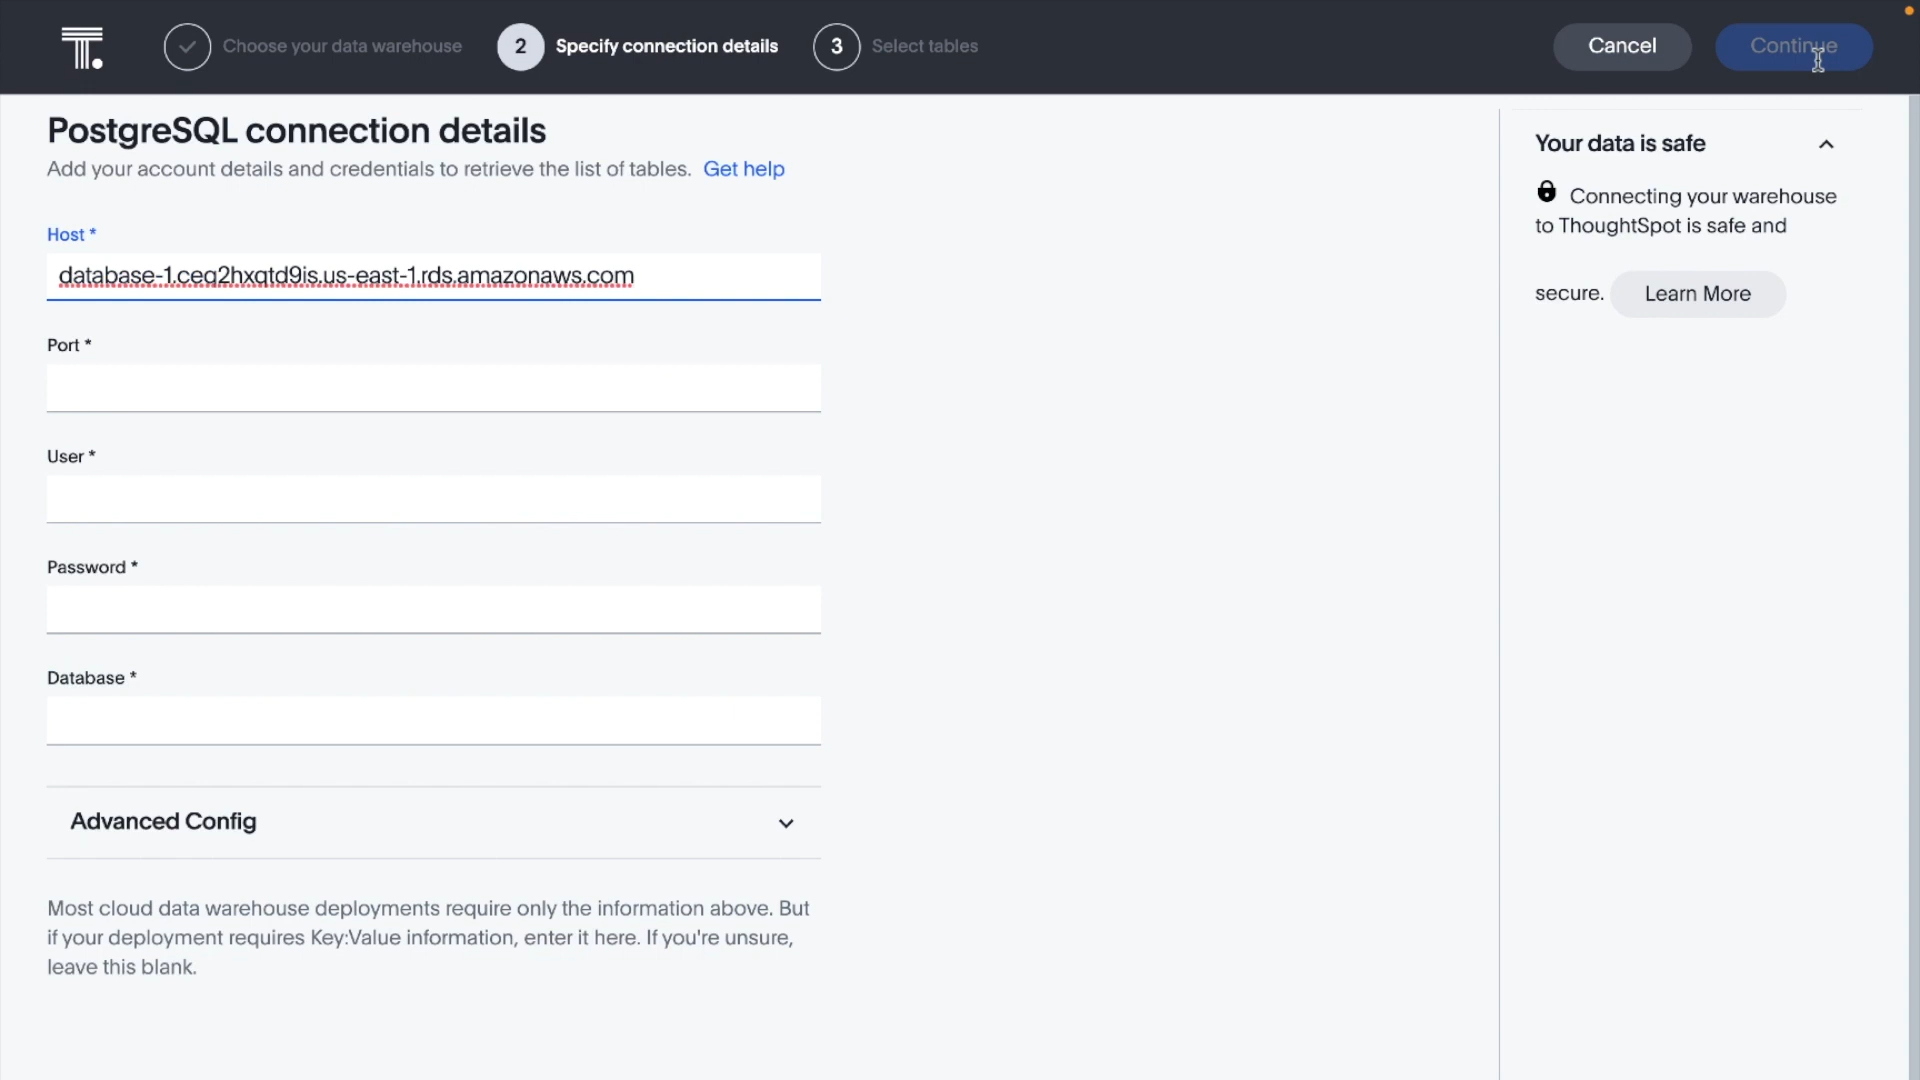 T.
Choose your data warehouse
2
Specify connection details
3
Select tables
Cancel
Continue
PostgreSQL connection details
Add your account details and credentials to retrieve the list of tables. Get help
Host *
database-1.ceq2hxqtd9is.us-east-1.rds.amazonaws.com
Port *
User *
Password *
Database *
Advanced Config
Most cloud data warehouse deployments require only the information above. But
if your deployment requires Key:Value information, enter it here. If you're unsure,
leave this blank.
Your data is safe
Connecting your warehouse
to ThoughtSpot is safe and
secure. Learn More